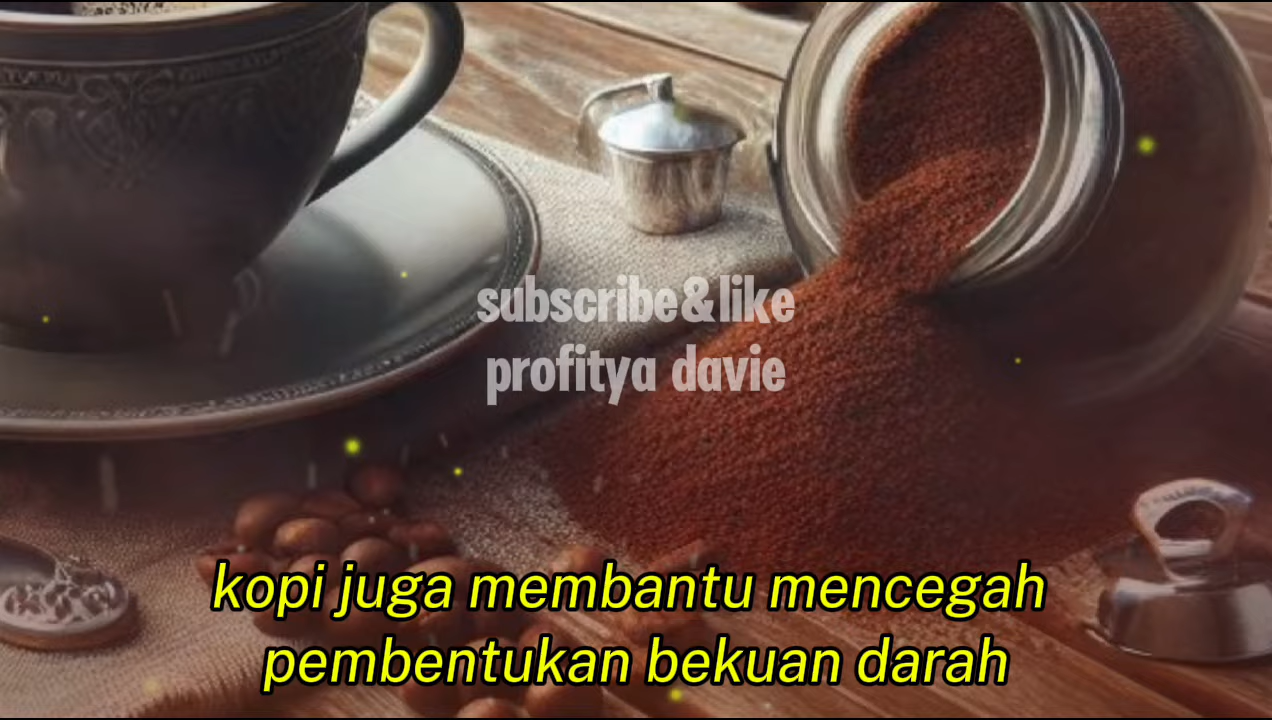 subscribe&like
profitya davie
kopi juga membantu mencegah
pembentukan bekuan darah